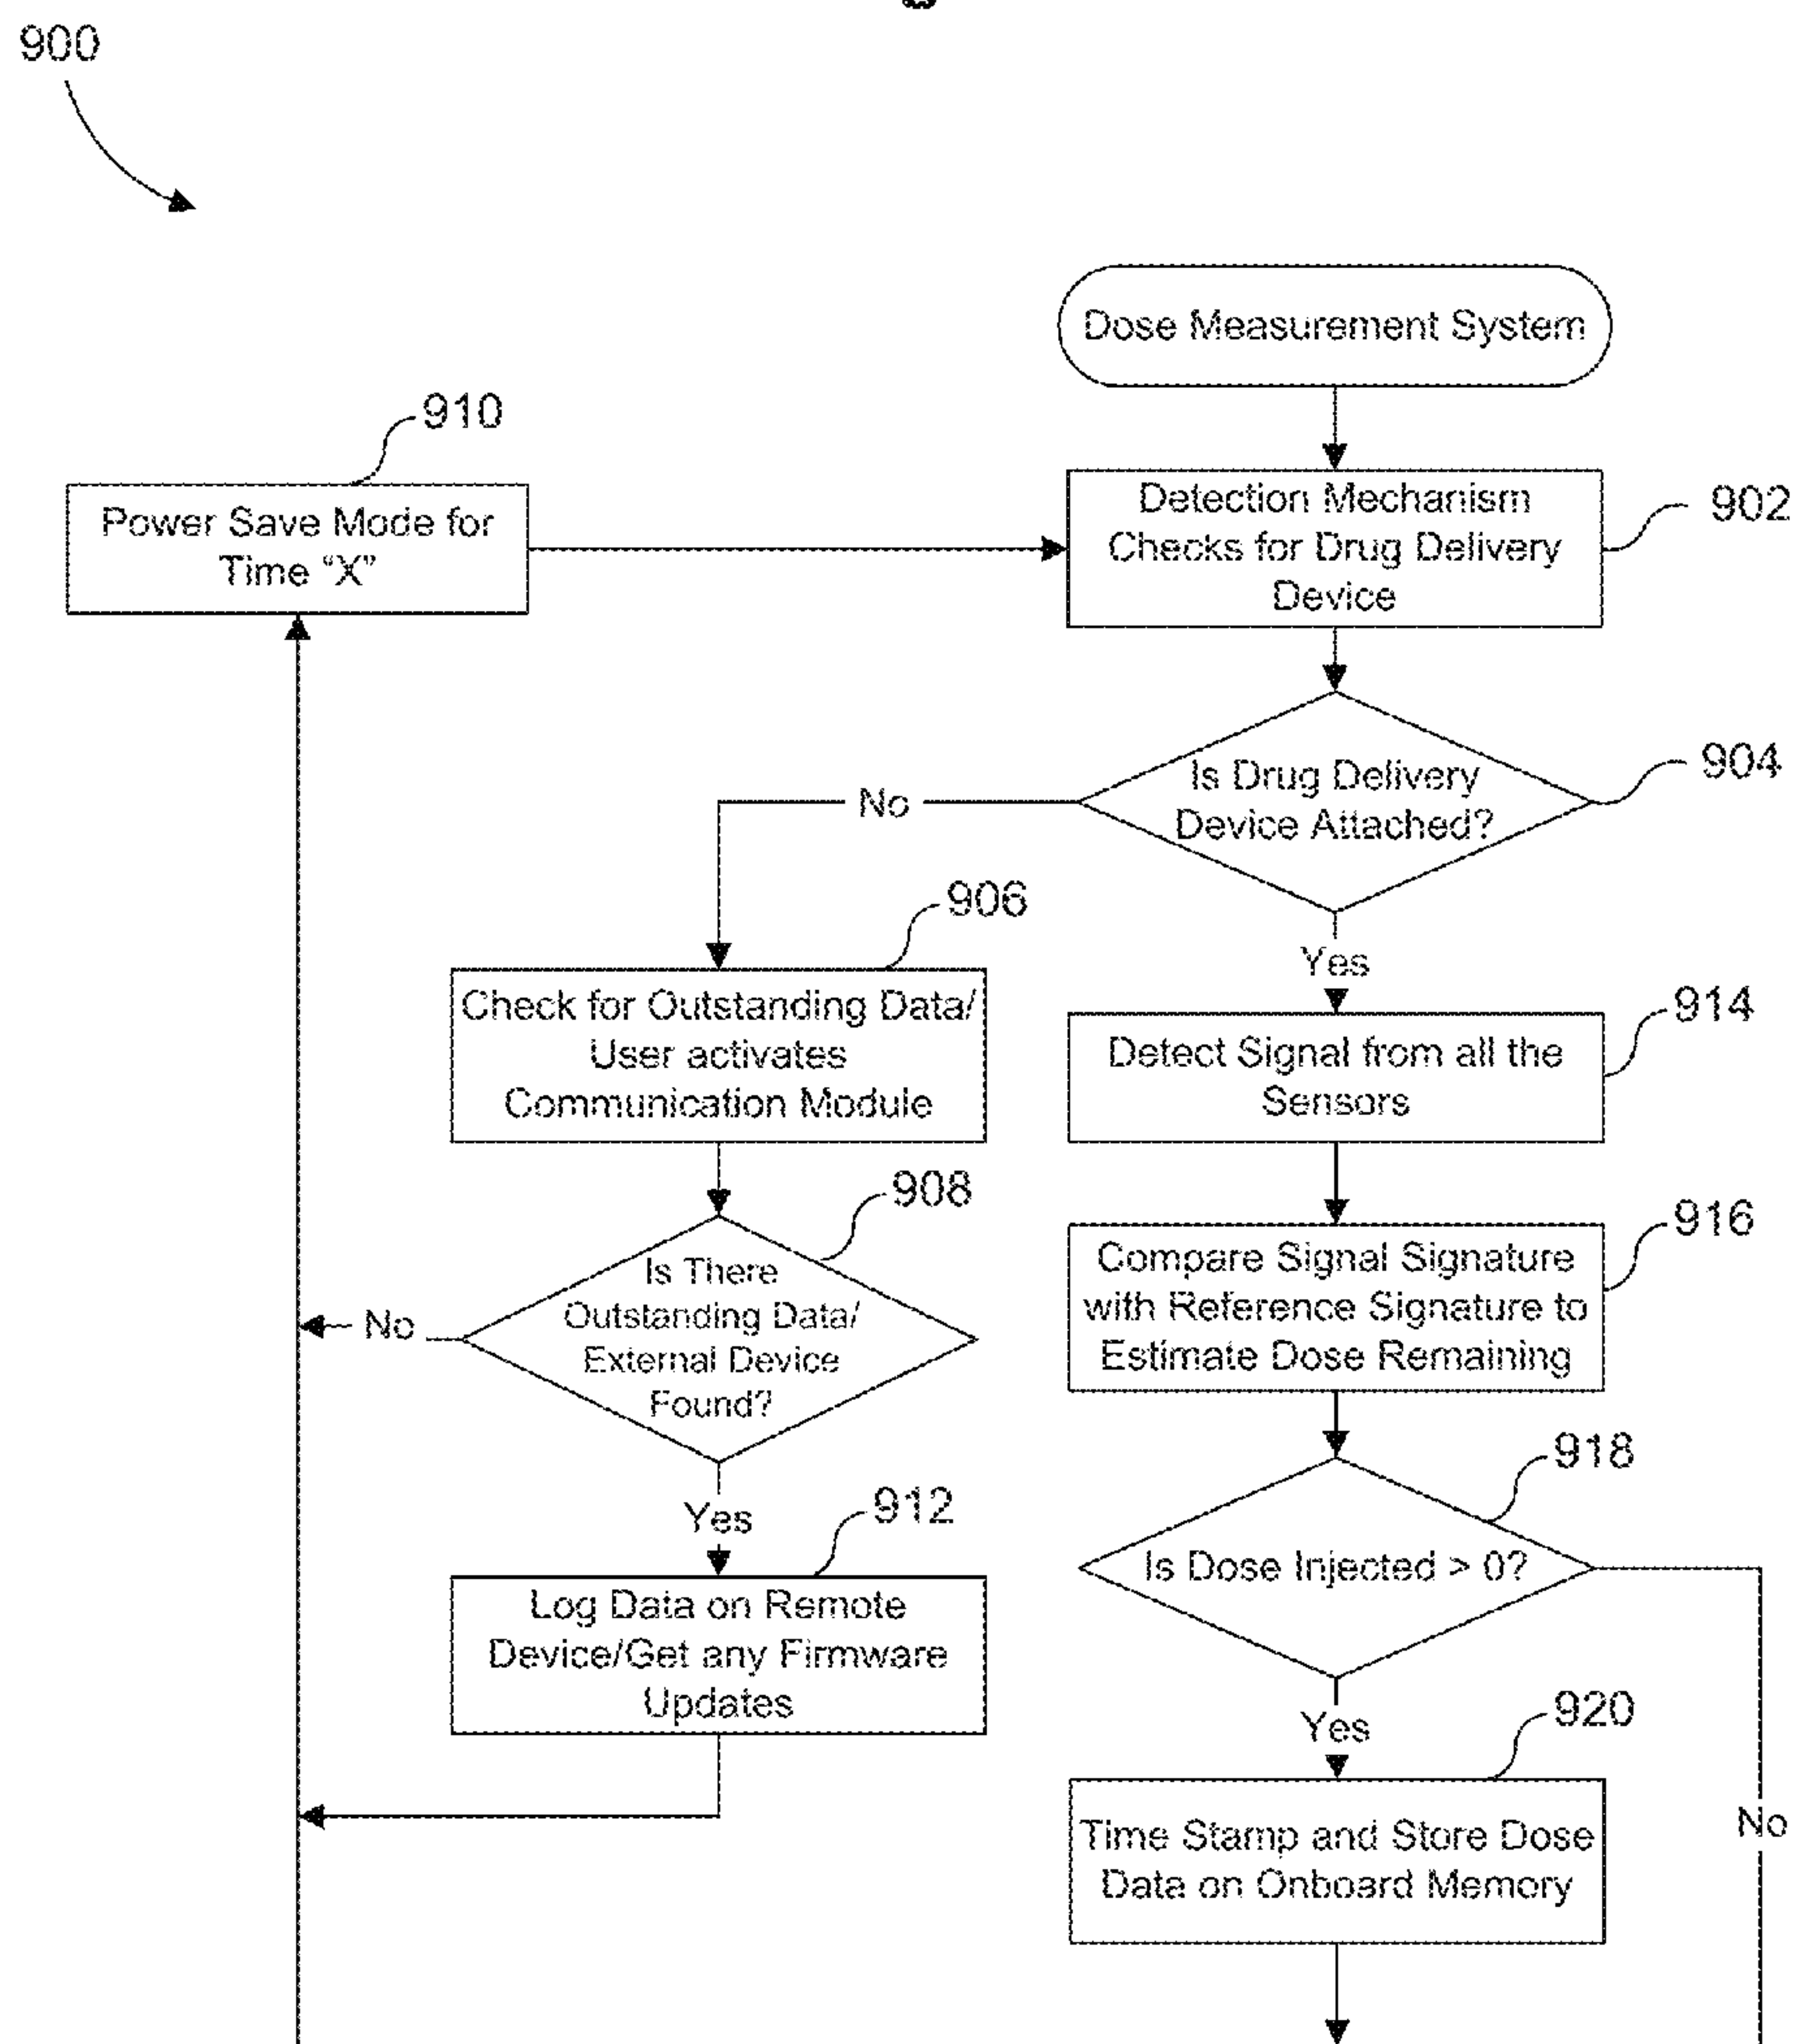 900
Dose Measurement System
910
Power Save Mode for
Time “X”
Detection Mechanism
Checks for Drug Delivery
Device
902
Is Drug Delivery
Device Attached?
904
No
Yes
906
Check for Outstanding Data/
User activates
Communication Module
914
Detect Signal from all the
Sensors
908
Is There
Outstanding Data/
External Device
Found?
No
Yes
916
Compare Signal Signature
with Reference Signature to
Estimate Dose Remaining
918
Is Dose Injected > 0?
912
Log Data on Remote
Device/Get any Firmware
Updates
Yes
920
Time Stamp and Store Dose
Data on Onboard Memory
No